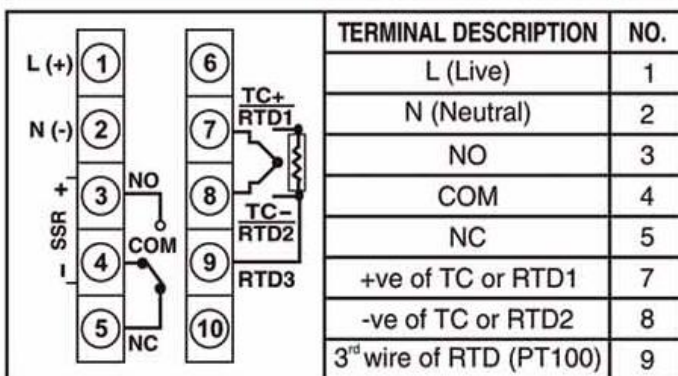 L (+) 1 6
N (-) 2 7
TC+
RTD1
+ 3 NO 8
SSR
TC-
RTD2
- 4 COM 9 RTD3
5 NC 10
TERMINAL DESCRIPTION NO.
L (Live) 1
N (Neutral) 2
NO 3
COM 4
NC 5
+ve of TC or RTD1 7
-ve of TC or RTD2 8
3rd wire of RTD (PT100) 9